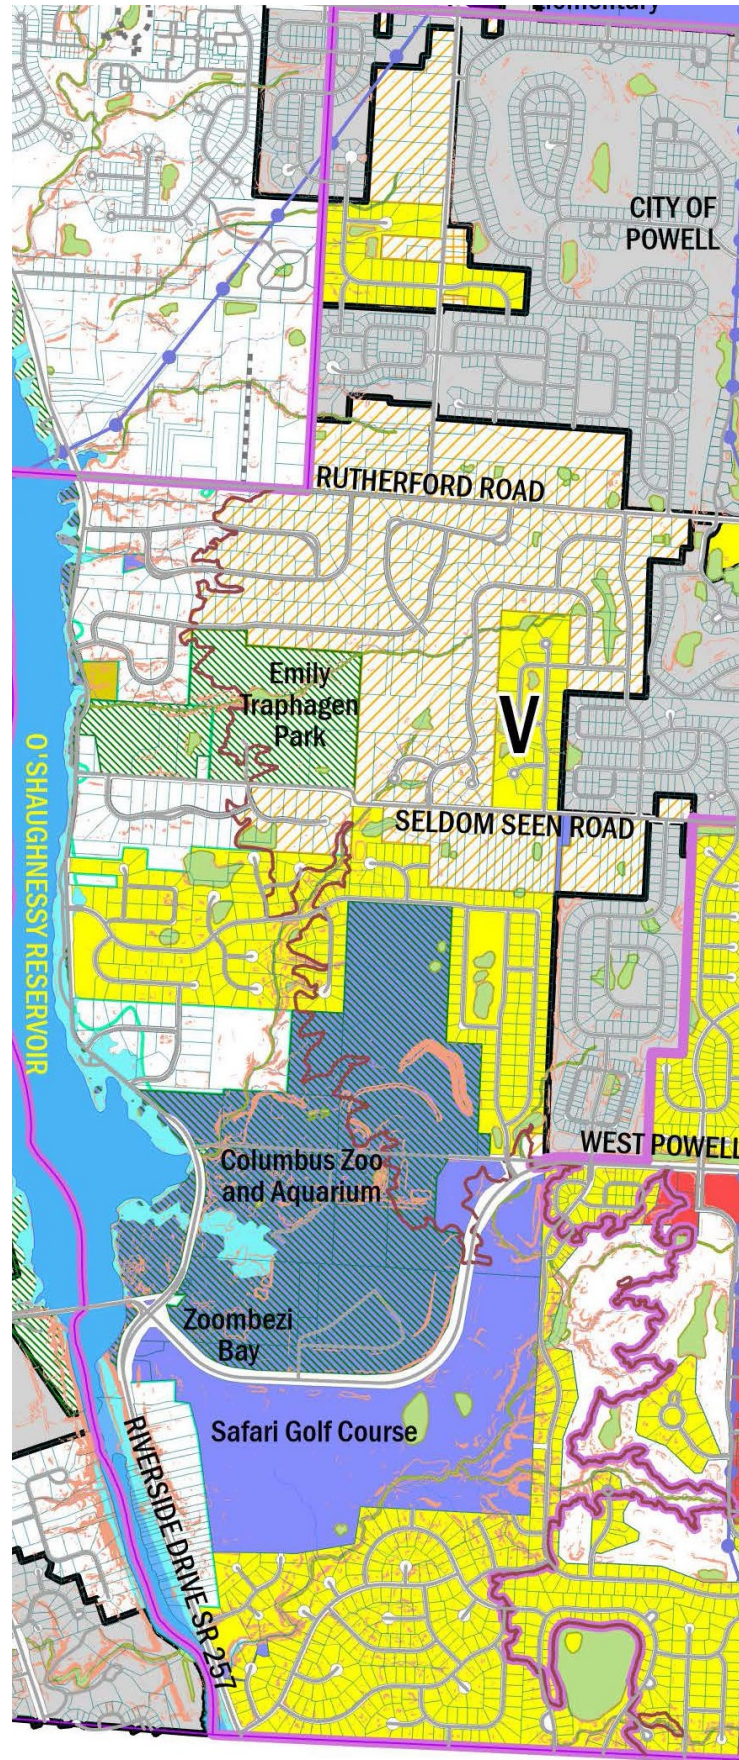 Elementary
CITY OF
POWELL
RUTHERFORD ROAD
Emily
Traphagen
Park
V
O'SHAUGHNESSY RESERVOIR
SELDOM SEEN ROAD
WEST POWELL
Columbus Zoo
and Aquarium
Zoombezi
Bay
Safari Golf Course
RIVERSIDE DRIVE SR 257